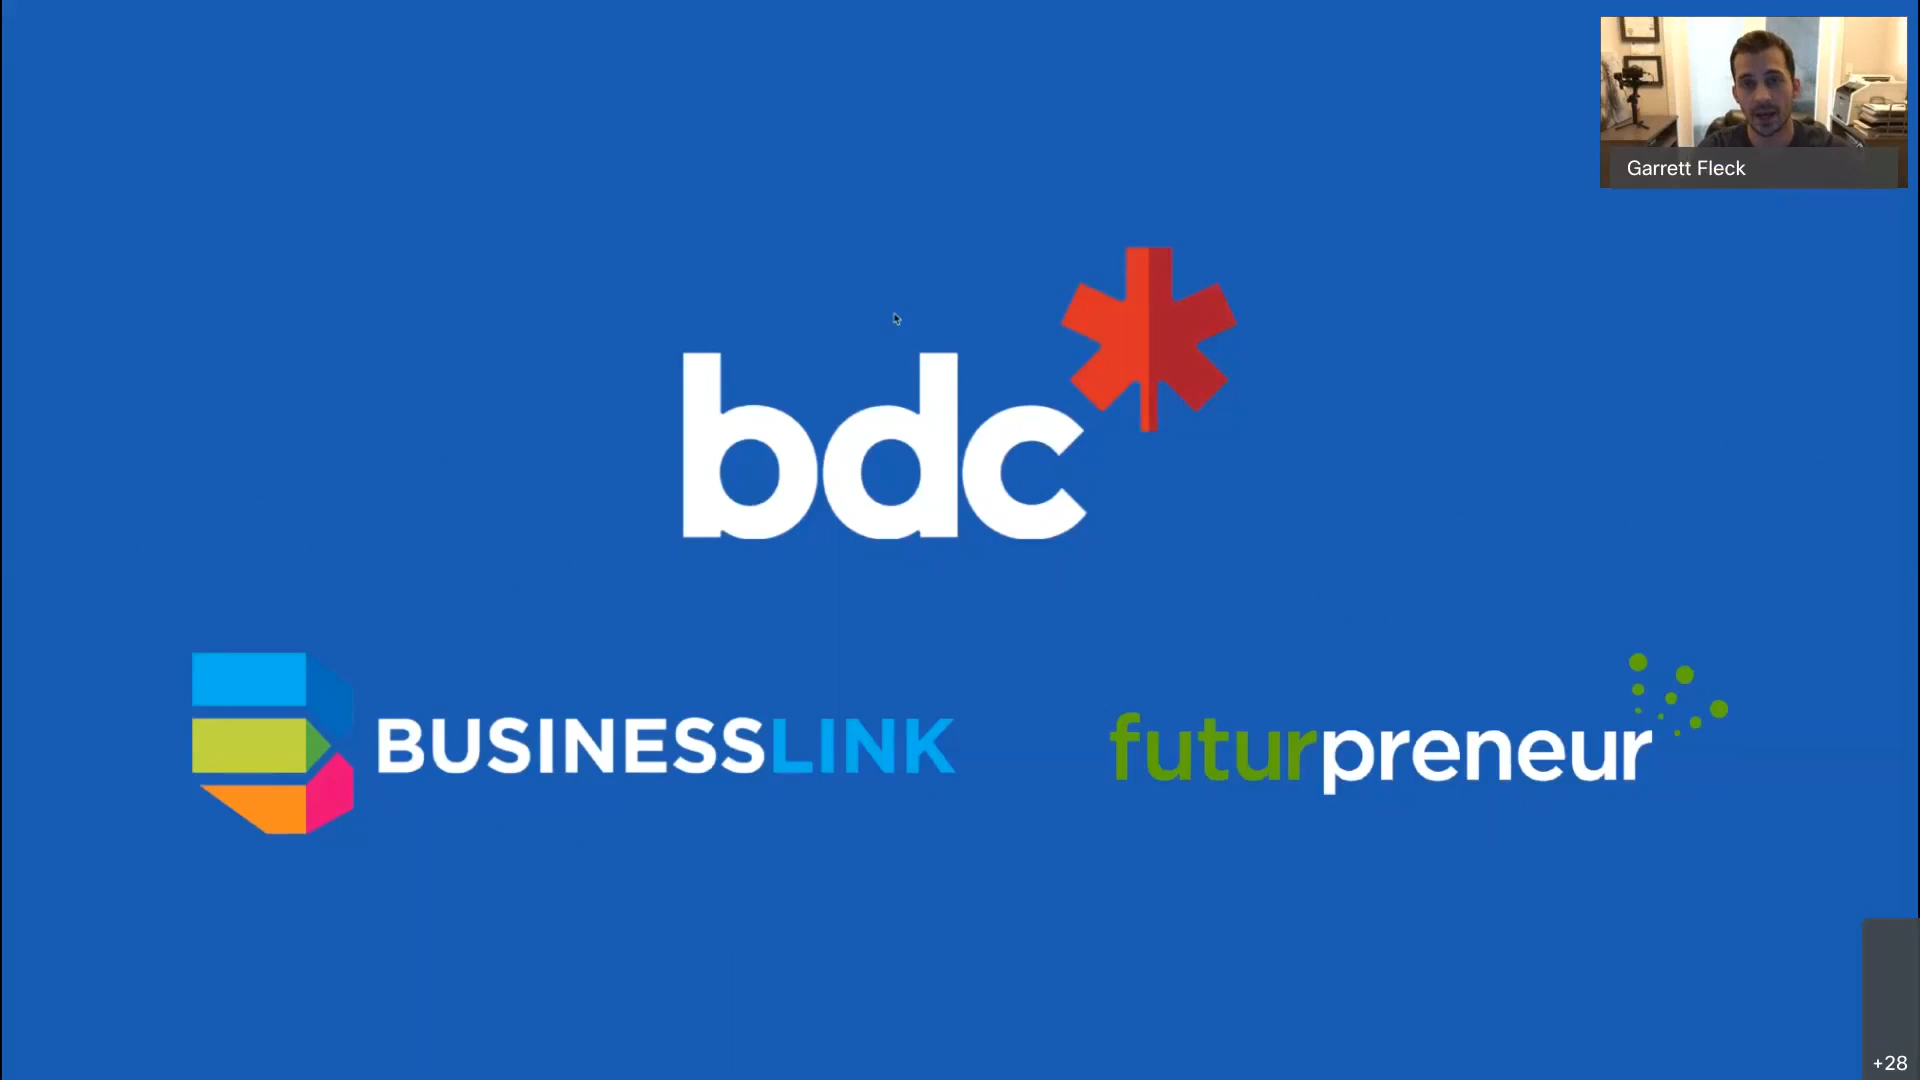 Garrett Fleck
bdc
BUSINESSLINK
futurpreneur
+28